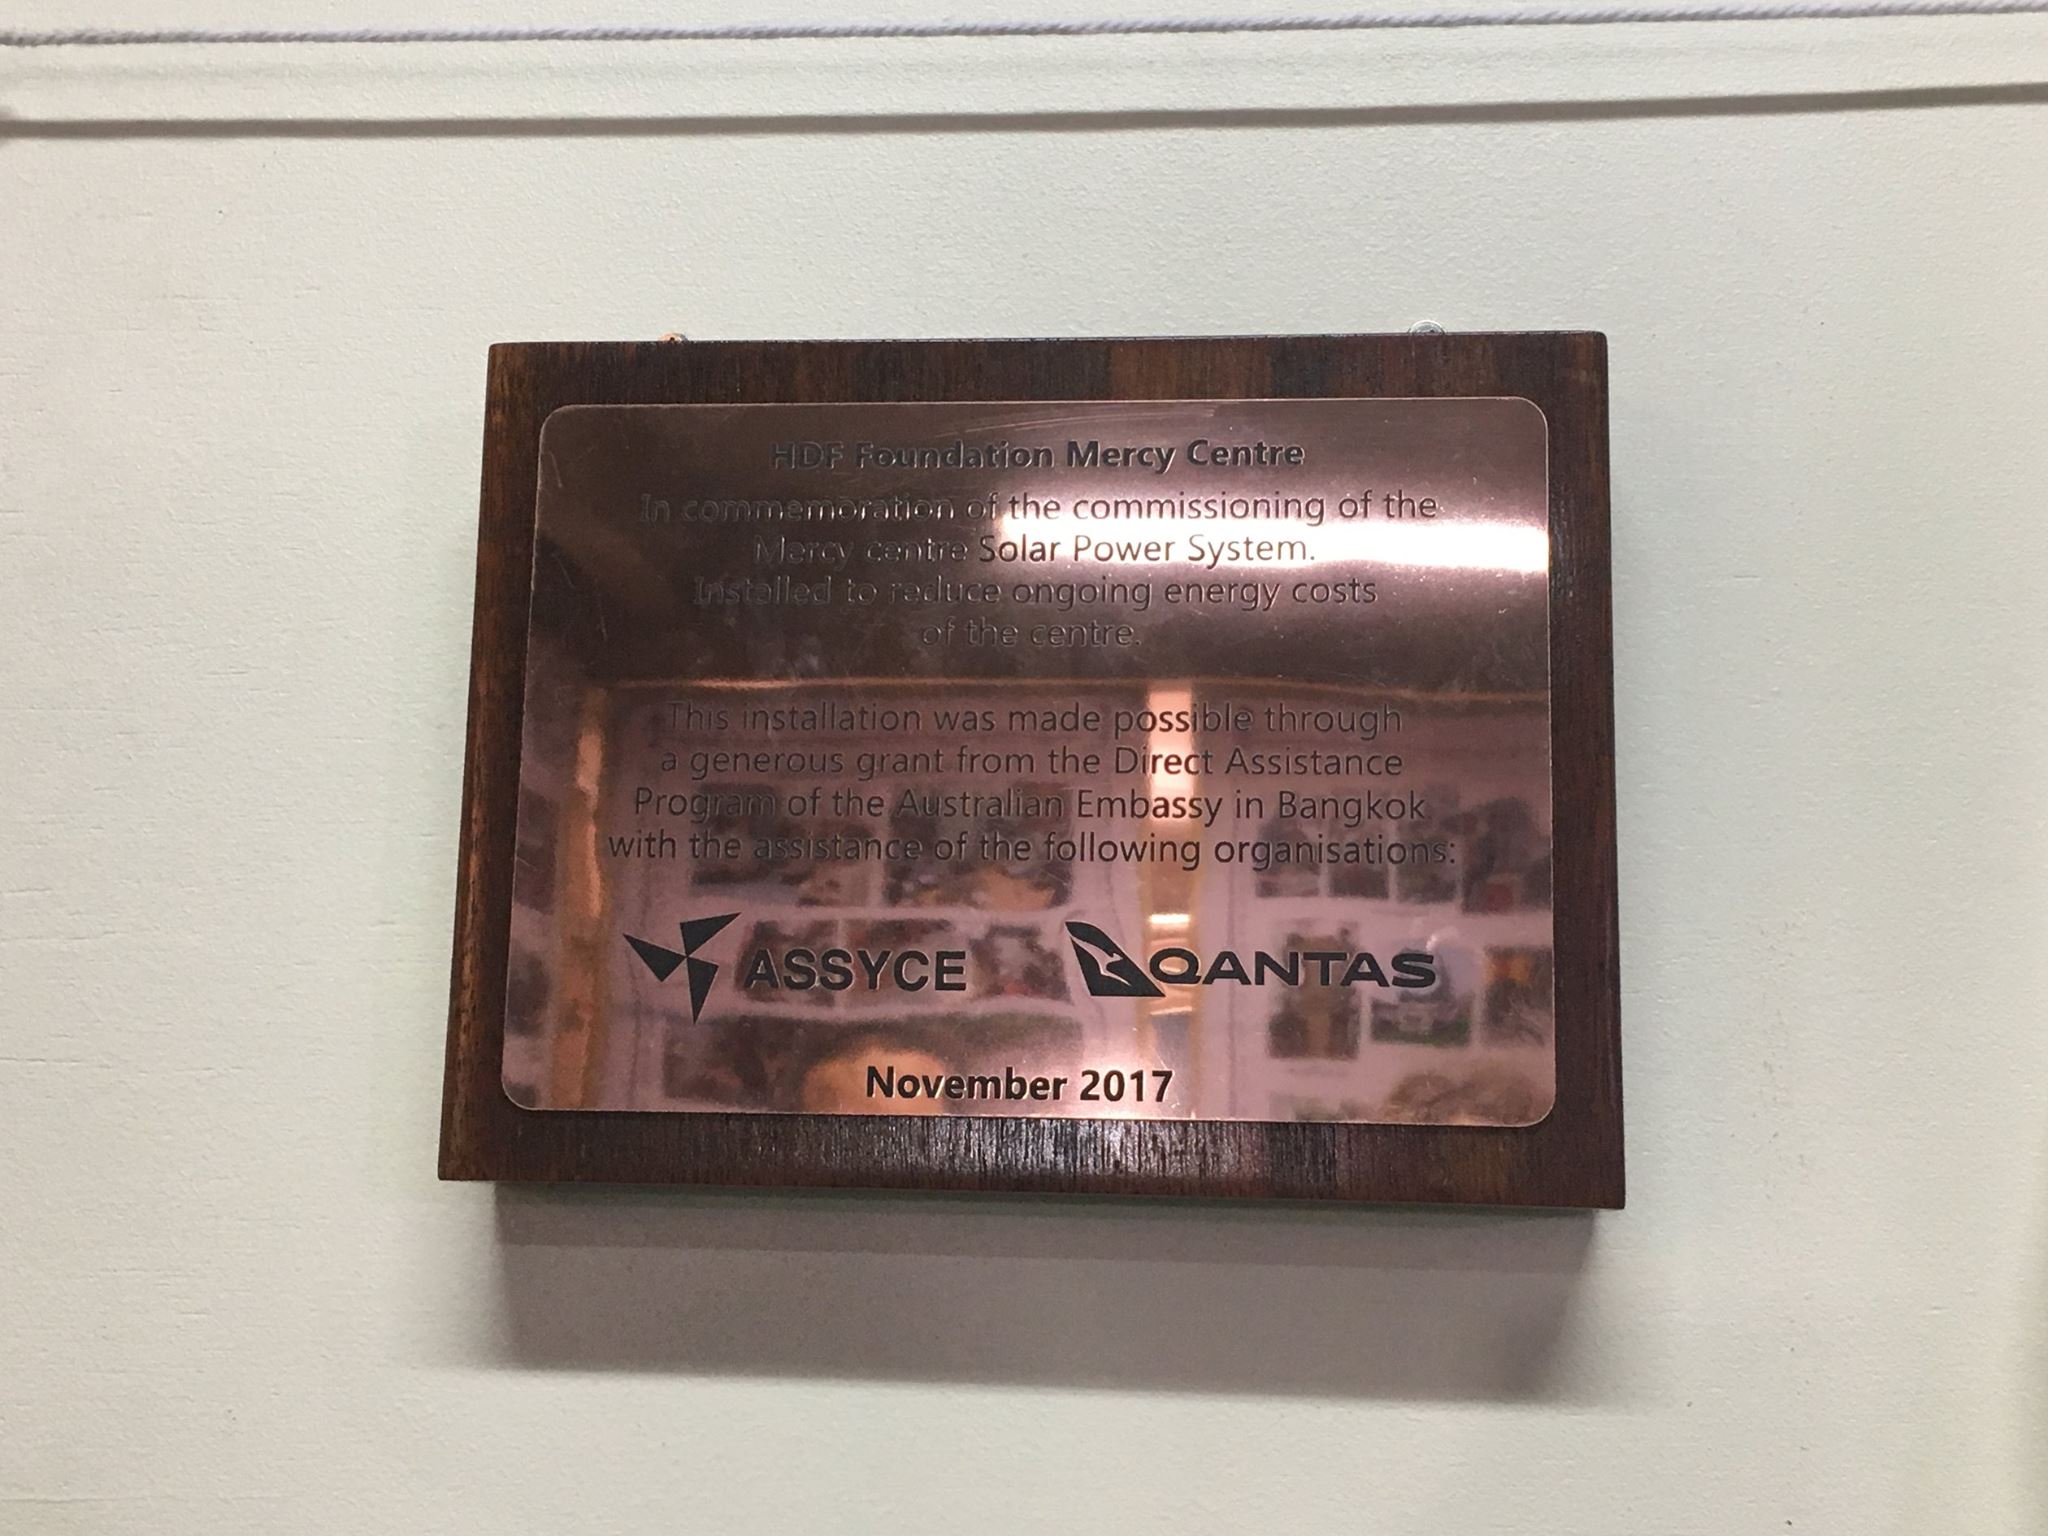 HDF Foundation Mercy Centre
In commemoration of the commissioning of the
Mercy centre Solar Power System.
Installed to reduce ongoing energy costs
of the centre.
This installation was made possible through
a generous grant from the Direct Assistance
Program of the Australian Embassy in Bangkok
with the assistance of the following organisations:
ASSYCE QANTAS
November 2017